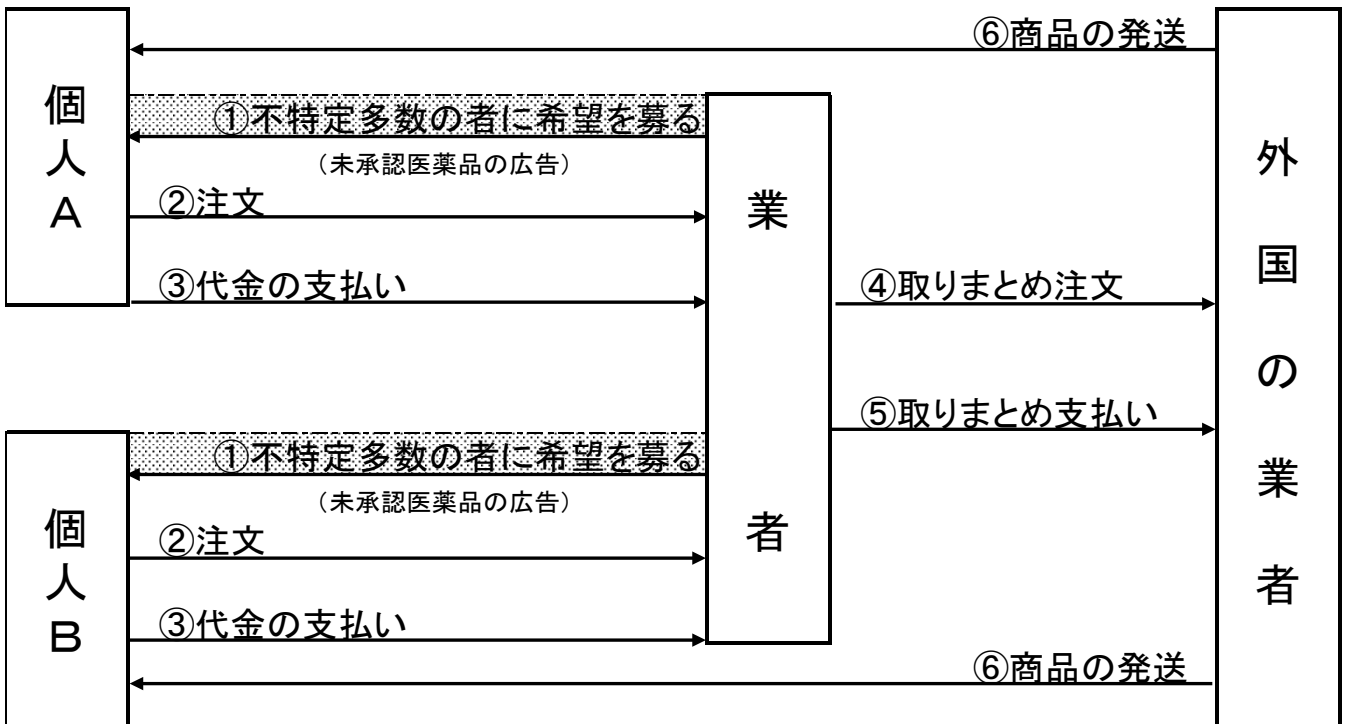 ⑥商品の発送
個人A
①不特定多数の者に希望を募る
(未承認医薬品の広告)
②注文
③代金の支払い
業者
④取りまとめ注文
⑤取りまとめ支払い
外国の業者
個人B
①不特定多数の者に希望を募る
(未承認医薬品の広告)
②注文
③代金の支払い
⑥商品の発送